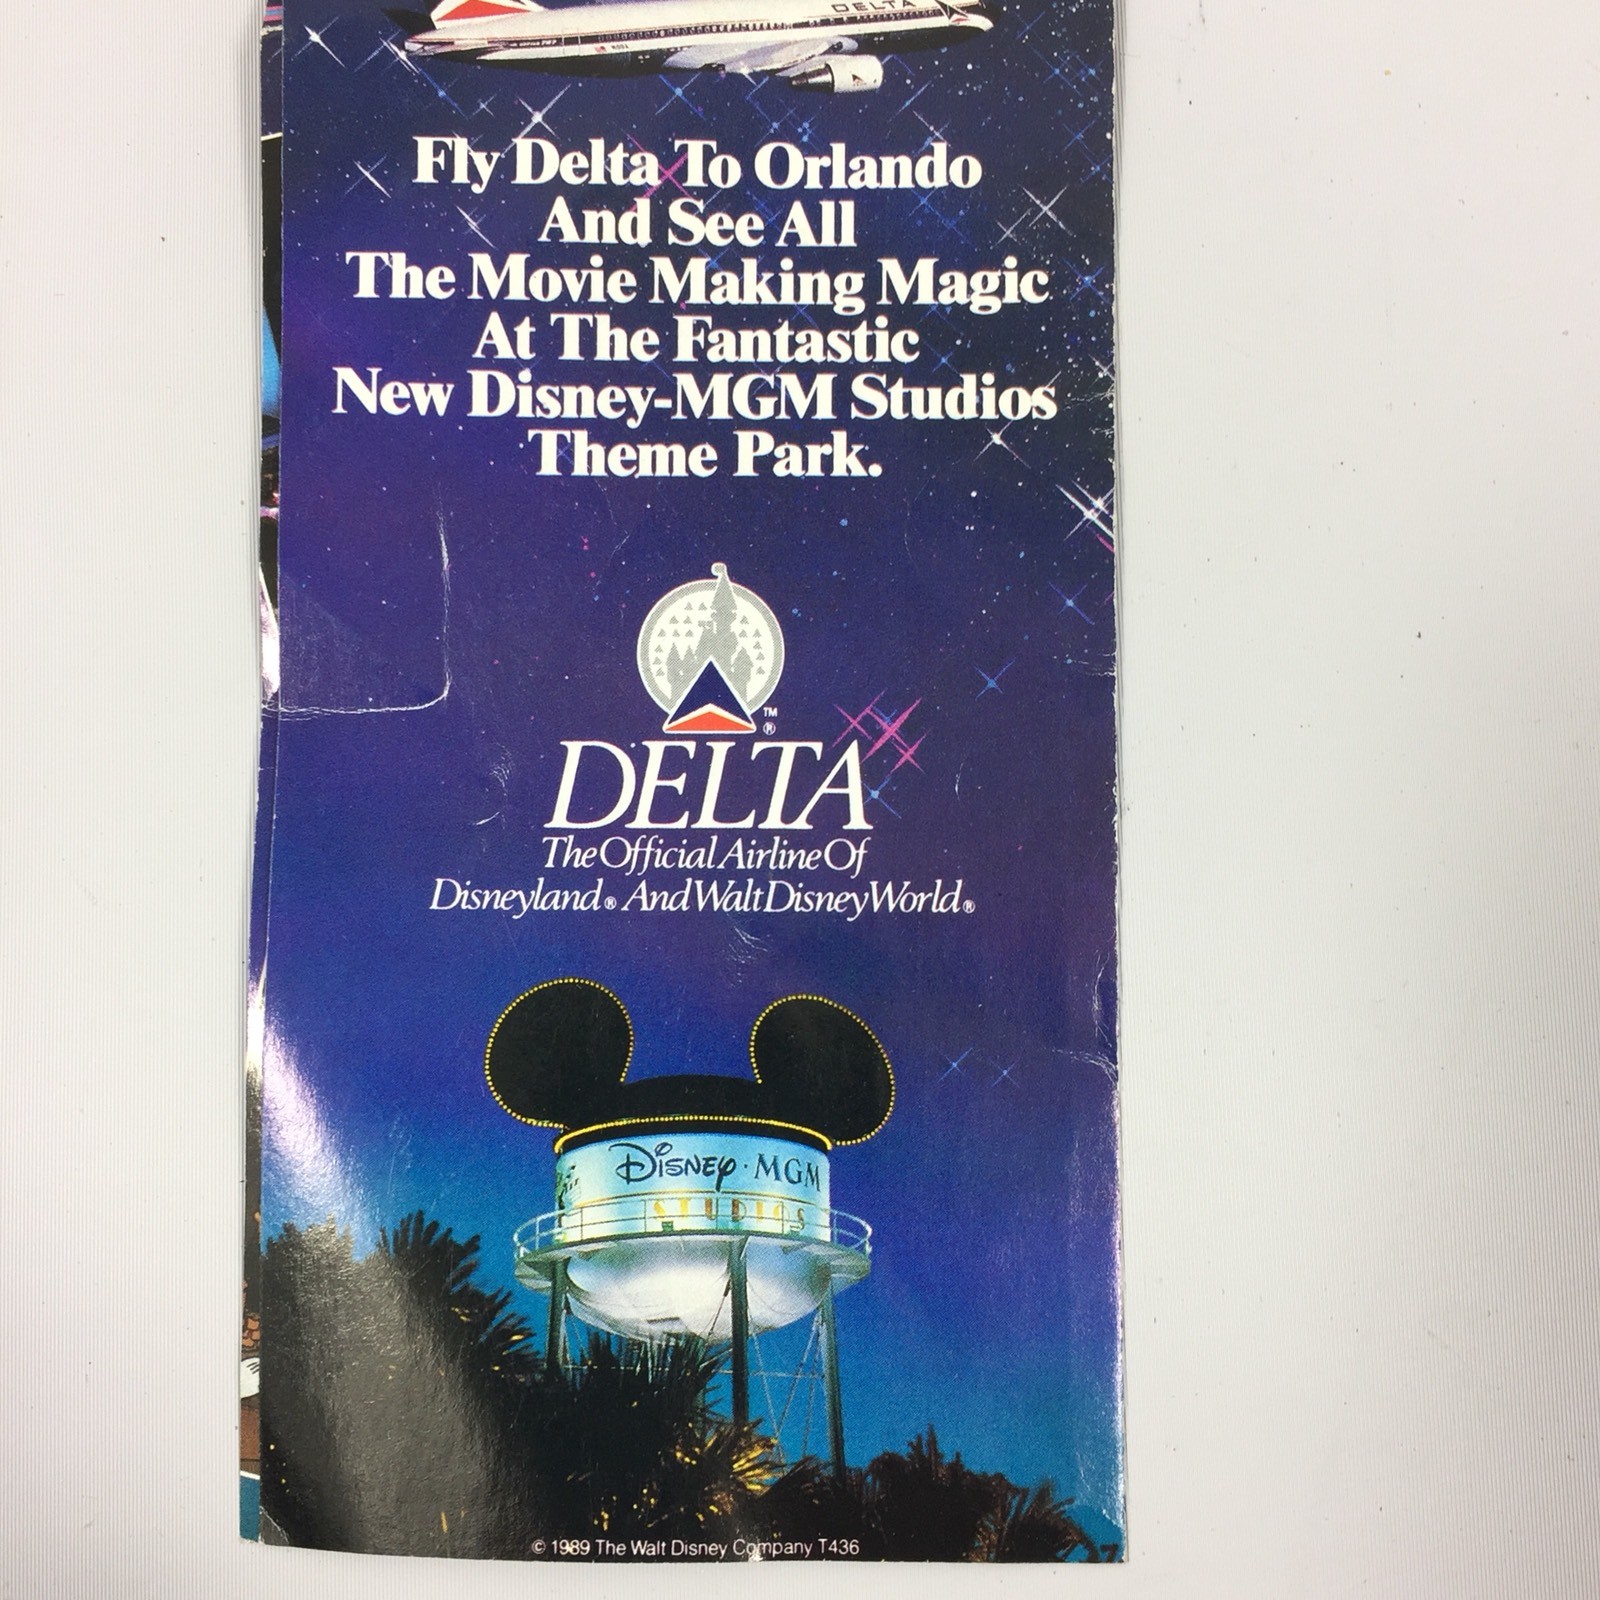 DELTA
Fly Delta To Orlando
And See All
The Movie Making Magic
At The Fantastic
New Disney-MGM Studios
Theme Park.
TM
®
DELTA
The Official Airline Of
Disneyland® And Walt Disney World®
Disney · MGM
STUDIOS
© 1989 The Walt Disney Company T436